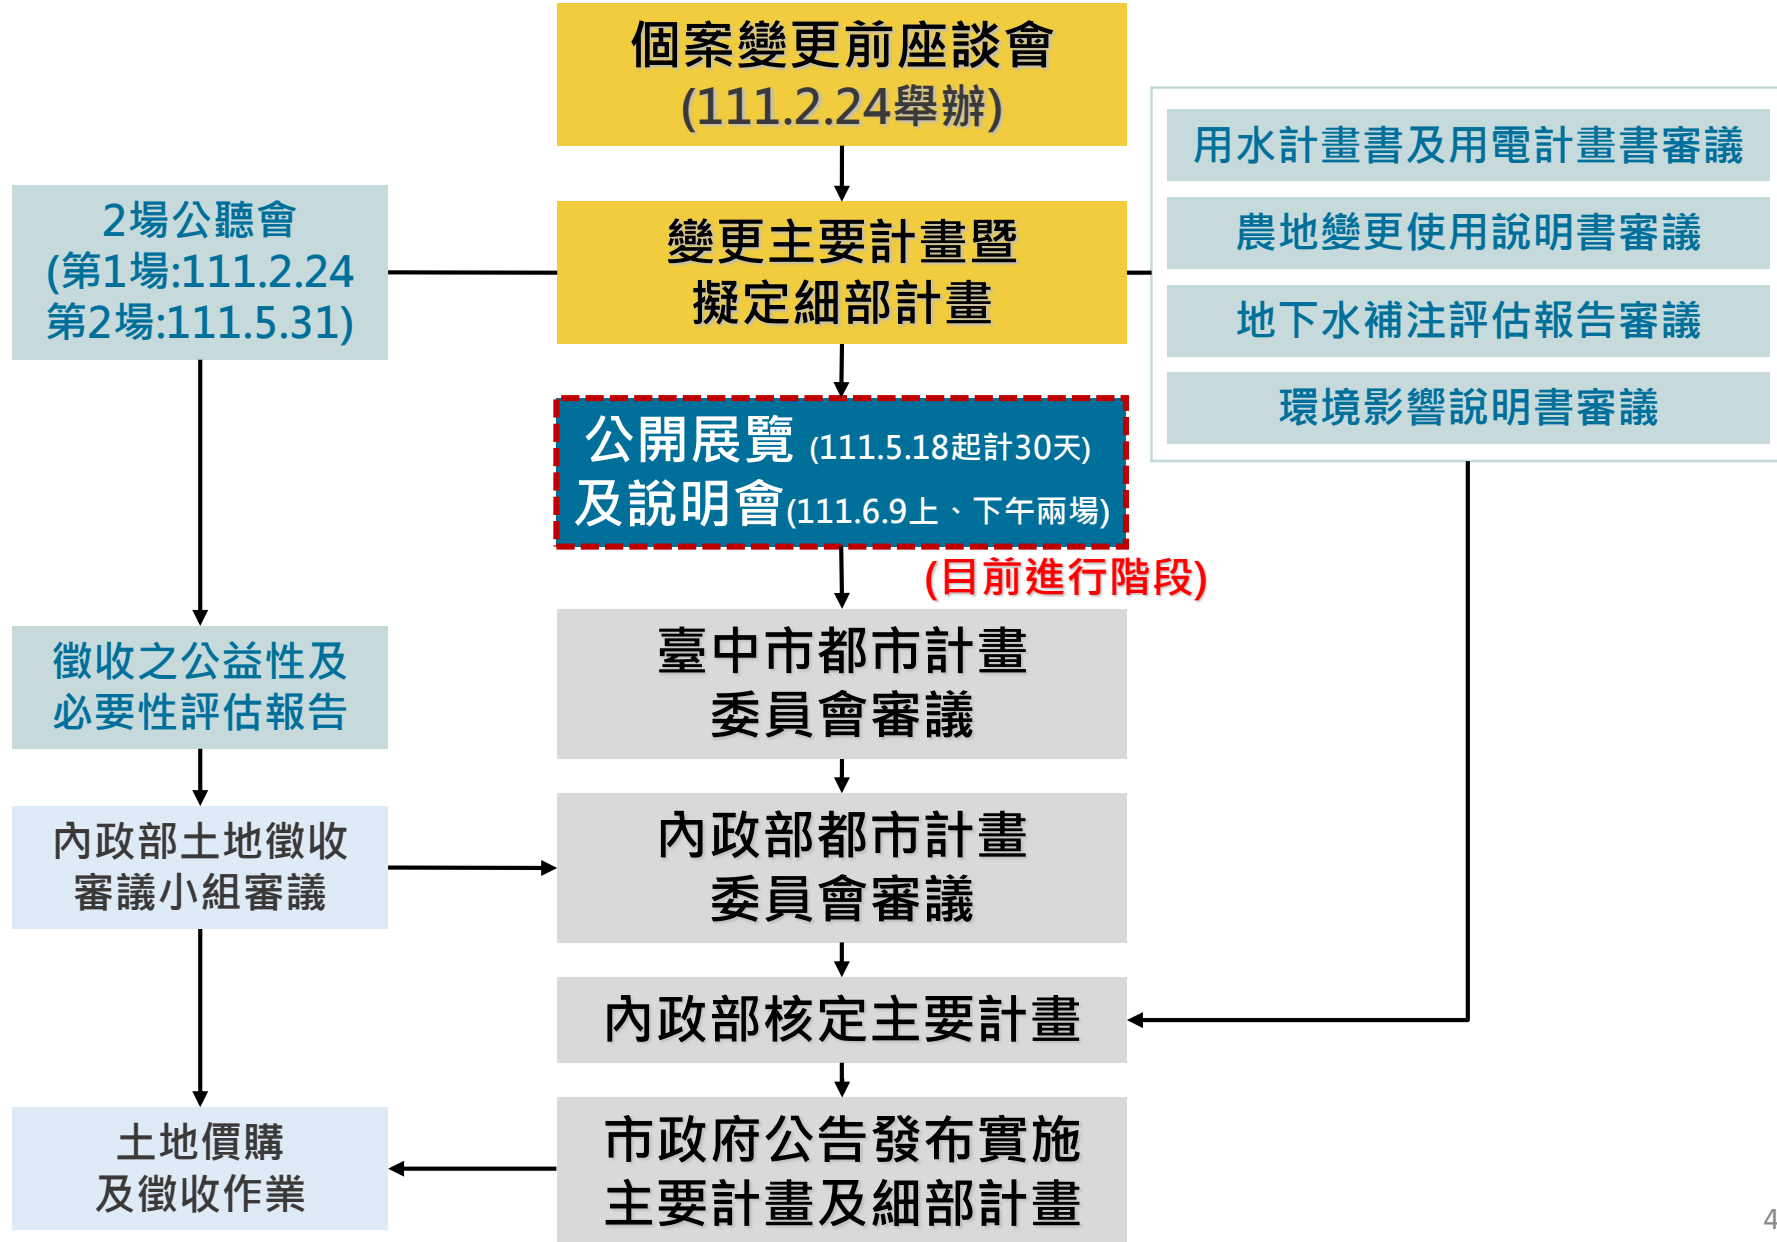 個案變更前座談會
(111.2.24舉辦)
2場公聽會
(第1場:111.2.24
第2場:111.5.31)
變更主要計畫暨
擬定細部計畫
用水計畫書及用電計畫書審議
農地變更使用說明書審議
地下水補注評估報告審議
環境影響說明書審議
公開展覽 (111.5.18起計30天)
及說明會(111.6.9上、下午兩場)
(目前進行階段)
徵收之公益性及
必要性評估報告
臺中市都市計畫
委員會審議
內政部土地徵收
審議小組審議
內政部都市計畫
委員會審議
內政部核定主要計畫
土地價購
及徵收作業
市政府公告發布實施
主要計畫及細部計畫
4